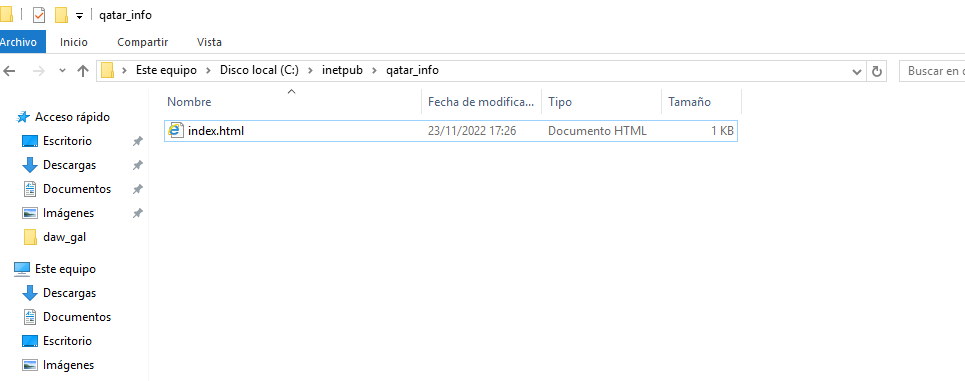 qatar_info
Archivo Inicio Compartir Vista
Este equipo Disco local (C:) inetpub qatar_info Buscar en
Nombre Fecha de modifica... Tipo Tamaño
index.html 23/11/2022 17:26 Documento HTML 1 KB
Acceso rápido
Escritorio
Descargas
Documentos
Imágenes
daw_gal
Este equipo
Descargas
Documentos
Escritorio
Imágenes